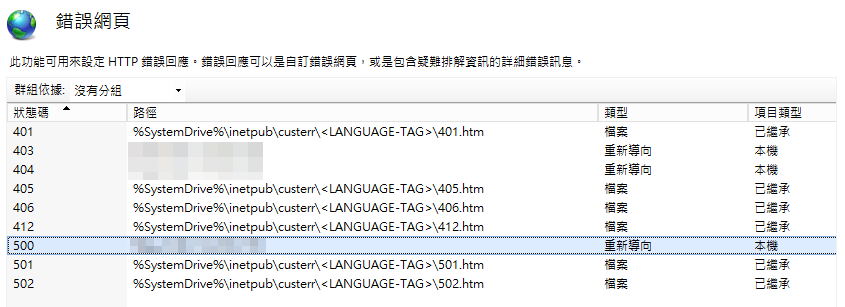 錯誤網頁
此功能可用來設定 HTTP 錯誤回應。錯誤回應可以是自訂錯誤網頁，或是包含疑難排解資訊的詳細錯誤訊息。
群組依據: 沒有分組
狀態碼 路徑 類型 項目類型
401 %SystemDrive%\inetpub\custerr\<LANGUAGE-TAG>\401.htm 檔案 已繼承
403 重新導向 本機
404 重新導向 本機
405 %SystemDrive%\inetpub\custerr\<LANGUAGE-TAG>\405.htm 檔案 已繼承
406 %SystemDrive%\inetpub\custerr\<LANGUAGE-TAG>\406.htm 檔案 已繼承
412 %SystemDrive%\inetpub\custerr\<LANGUAGE-TAG>\412.htm 檔案 已繼承
500 重新導向 本機
501 %SystemDrive%\inetpub\custerr\<LANGUAGE-TAG>\501.htm 檔案 已繼承
502 %SystemDrive%\inetpub\custerr\<LANGUAGE-TAG>\502.htm 檔案 已繼承